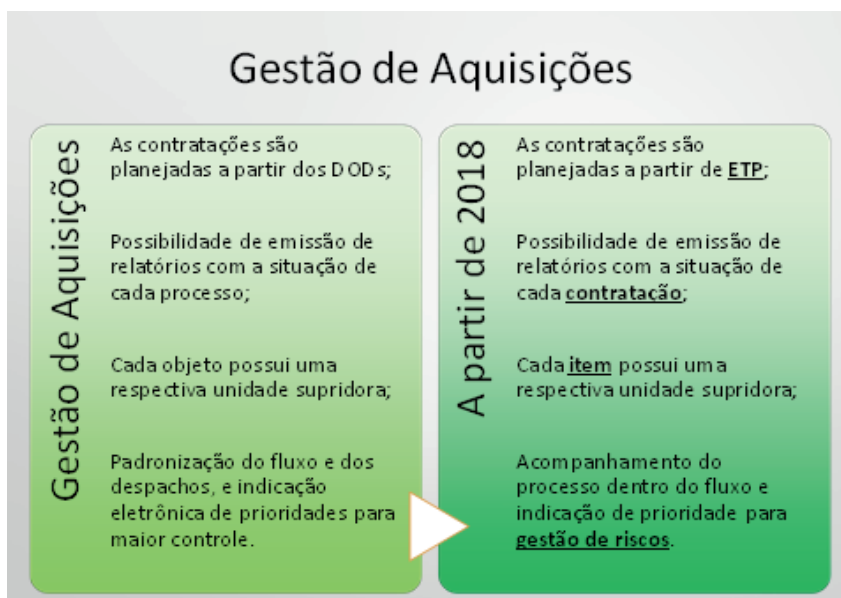 Gestão de Aquisições
Gestão de Aquisições
As contratações são
planejadas a partir dos DODs;
Possibilidade de emissão de
relatórios com a situação de
cada processo;
Cada objeto possui uma
respectiva unidade supridora;
Padronização do fluxo e dos
despachos, e indicação
eletrônica de prioridades para
maior controle.
A partir de 2018
As contratações são
planejadas a partir de ETP;
Possibilidade de emissão de
relatórios com a situação de
cada contratação;
Cada item possui uma
respectiva unidade supridora;
Acompanhamento do
processo dentro do fluxo e
indicação de prioridade para
gestão de riscos.